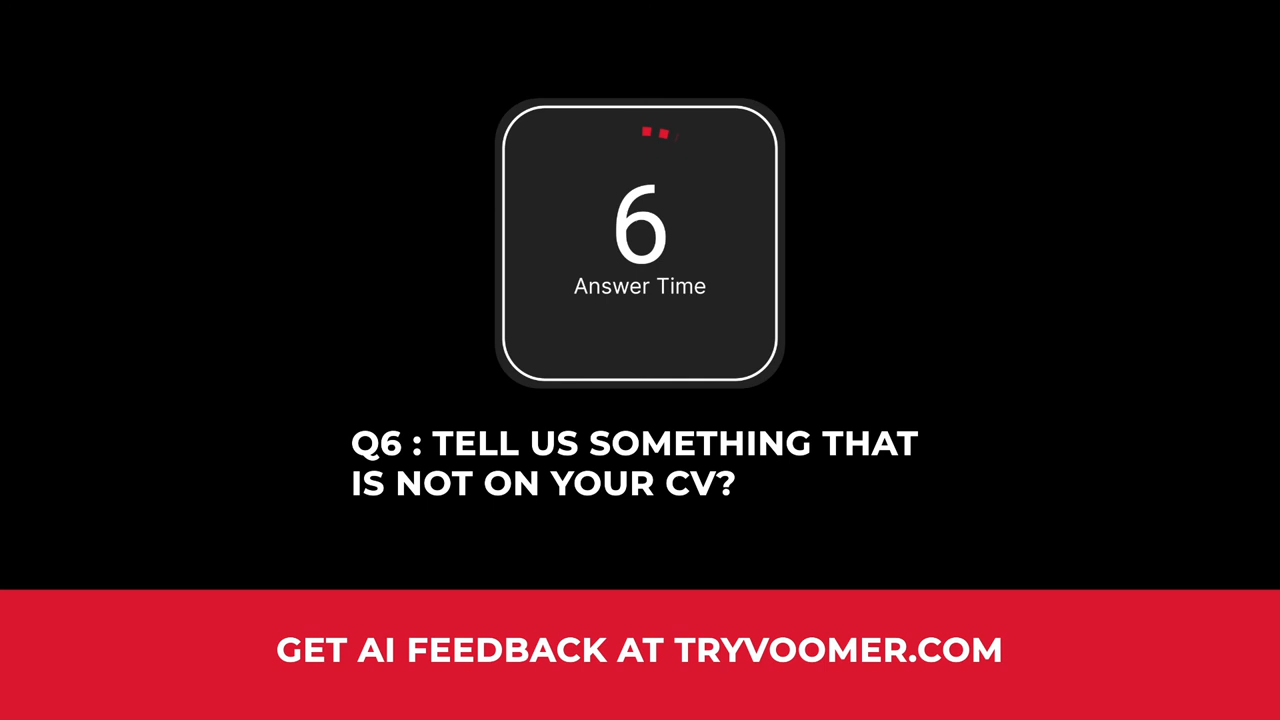 6
Answer Time
Q6 : TELL US SOMETHING THAT
IS NOT ON YOUR CV?
GET AI FEEDBACK AT TRYVOOMER.COM